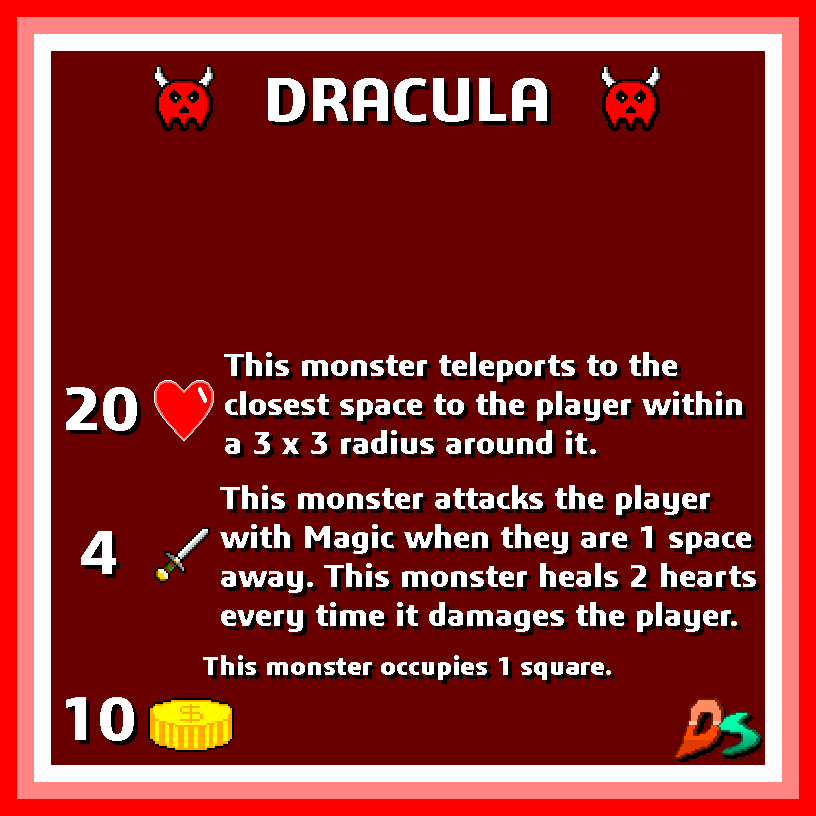 DRACULA
20
This monster teleports to the
closest space to the player within
a 3 x 3 radius around it.
4
This monster attacks the player
with Magic when they are 1 space
away. This monster heals 2 hearts
every time it damages the player.
This monster occupies 1 square.
10
$
DS